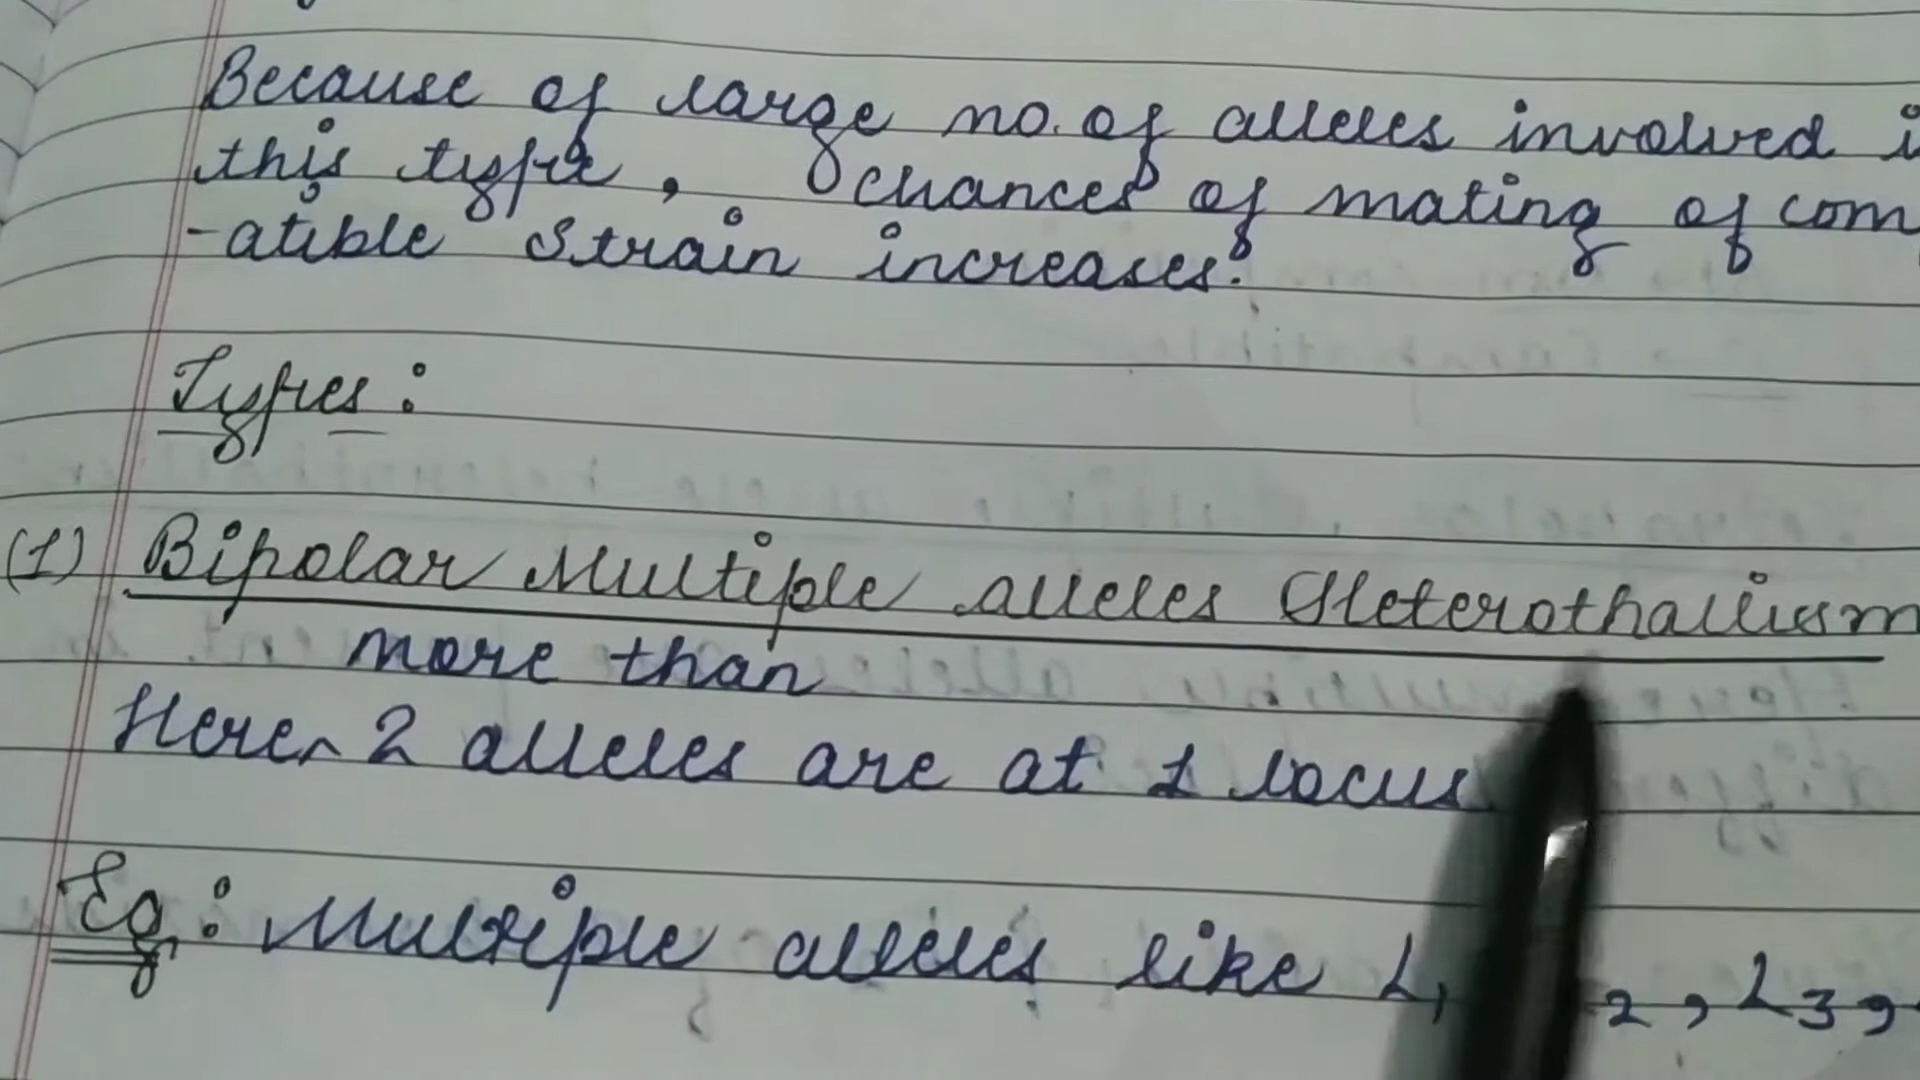 Because of large no. of alleles involved i
this type, chances of mating of com
-atible strain increases.
Types:
(1) Bipolar Multiple alleles Heterothallism
more than
Here^ 2 alleles are at 1 locus
Eg: Multiple alleles like L1 2, L3,